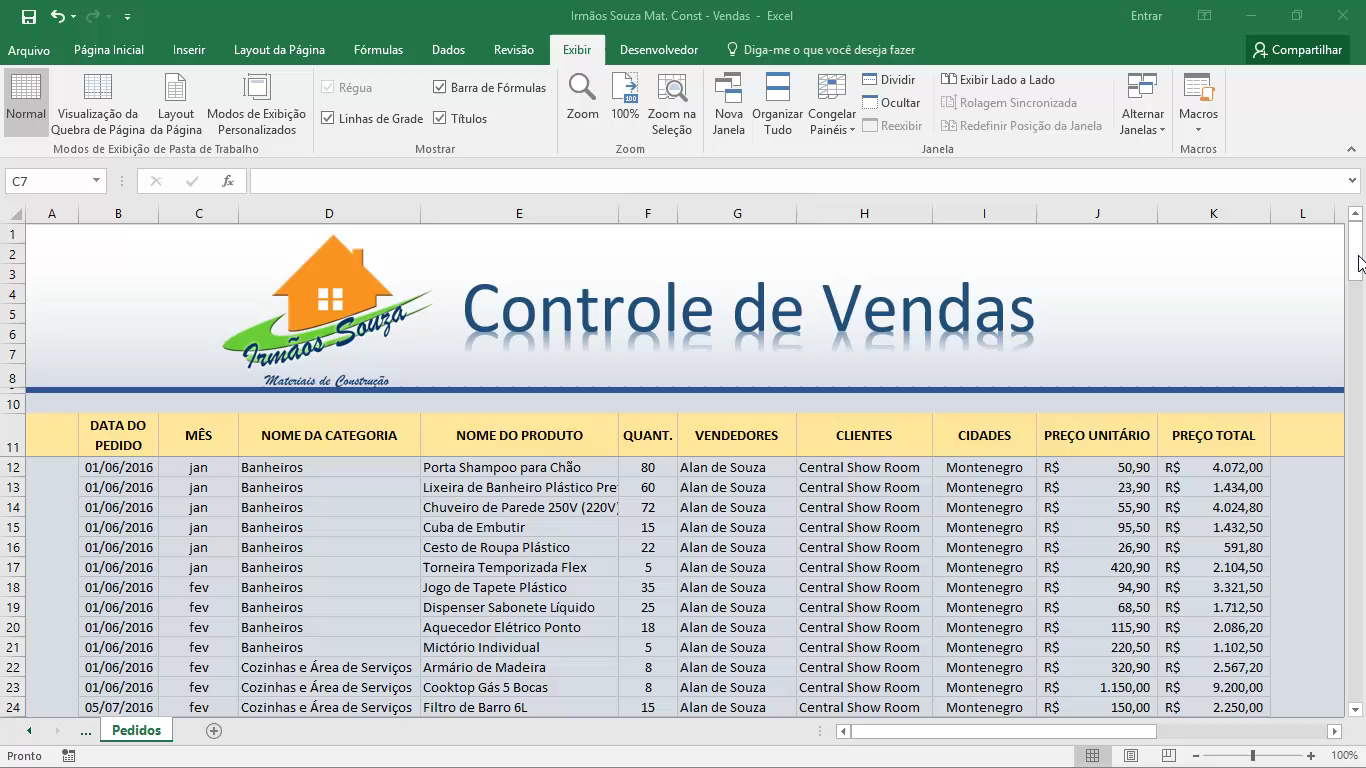 Irmãos Souza Mat. Const - Vendas - Excel
Entrar
Arquivo Página Inicial Inserir Layout da Página Fórmulas Dados Revisão Exibir Desenvolvedor Diga-me o que você deseja fazer Compartilhar
Normal
Visualização da Quebra de Página
Layout da Página
Modos de Exibição Personalizados
Modos de Exibição de Pasta de Trabalho
Régua
Barra de Fórmulas
Linhas de Grade
Títulos
Mostrar
Zoom
100
100%
Zoom na Seleção
Zoom
Nova Janela
Organizar Tudo
Congelar Painéis
Dividir
Ocultar
Reexibir
Exibir Lado a Lado
Rolagem Sincronizada
Redefinir Posição da Janela
Alternar Janelas
Janela
Macros
Macros
C7
fx
A B C D E F G H I J K L
1
2
3
4
5
6
7
8
10
Irmãos Souza
Materiais de Construção
Controle de Vendas
11 DATA DO PEDIDO MÊS NOME DA CATEGORIA NOME DO PRODUTO QUANT. VENDEDORES CLIENTES CIDADES PREÇO UNITÁRIO PREÇO TOTAL
12 01/06/2016 jan Banheiros Porta Shampoo para Chão 80 Alan de Souza Central Show Room Montenegro R$ 50,90 R$ 4.072,00
13 01/06/2016 jan Banheiros Lixeira de Banheiro Plástico Pre 60 Alan de Souza Central Show Room Montenegro R$ 23,90 R$ 1.434,00
14 01/06/2016 jan Banheiros Chuveiro de Parede 250V (220V) 72 Alan de Souza Central Show Room Montenegro R$ 55,90 R$ 4.024,80
15 01/06/2016 jan Banheiros Cuba de Embutir 15 Alan de Souza Central Show Room Montenegro R$ 95,50 R$ 1.432,50
16 01/06/2016 jan Banheiros Cesto de Roupa Plástico 22 Alan de Souza Central Show Room Montenegro R$ 26,90 R$ 591,80
17 01/06/2016 jan Banheiros Torneira Temporizada Flex 5 Alan de Souza Central Show Room Montenegro R$ 420,90 R$ 2.104,50
18 01/06/2016 fev Banheiros Jogo de Tapete Plástico 35 Alan de Souza Central Show Room Montenegro R$ 94,90 R$ 3.321,50
19 01/06/2016 fev Banheiros Dispenser Sabonete Líquido 25 Alan de Souza Central Show Room Montenegro R$ 68,50 R$ 1.712,50
20 01/06/2016 fev Banheiros Aquecedor Elétrico Ponto 18 Alan de Souza Central Show Room Montenegro R$ 115,90 R$ 2.086,20
21 01/06/2016 fev Banheiros Mictório Individual 5 Alan de Souza Central Show Room Montenegro R$ 220,50 R$ 1.102,50
22 01/06/2016 fev Cozinhas e Área de Serviços Armário de Madeira 8 Alan de Souza Central Show Room Montenegro R$ 320,90 R$ 2.567,20
23 01/06/2016 fev Cozinhas e Área de Serviços Cooktop Gás 5 Bocas 8 Alan de Souza Central Show Room Montenegro R$ 1.150,00 R$ 9.200,00
24 05/07/2016 fev Cozinhas e Área de Serviços Filtro de Barro 6L 15 Alan de Souza Central Show Room Montenegro R$ 150,00 R$ 2.250,00
... Pedidos
Pronto
100%